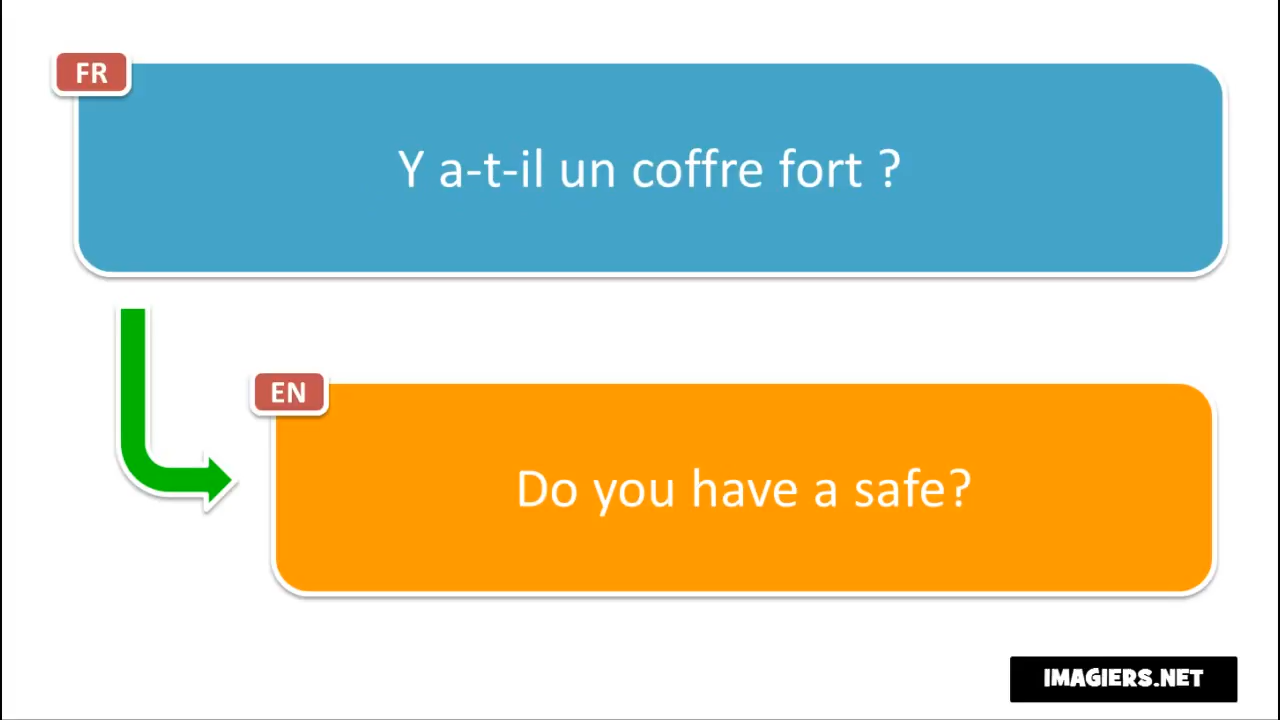 FR
Y a-t-il un coffre fort ?
EN
Do you have a safe?
IMAGIERS.NET